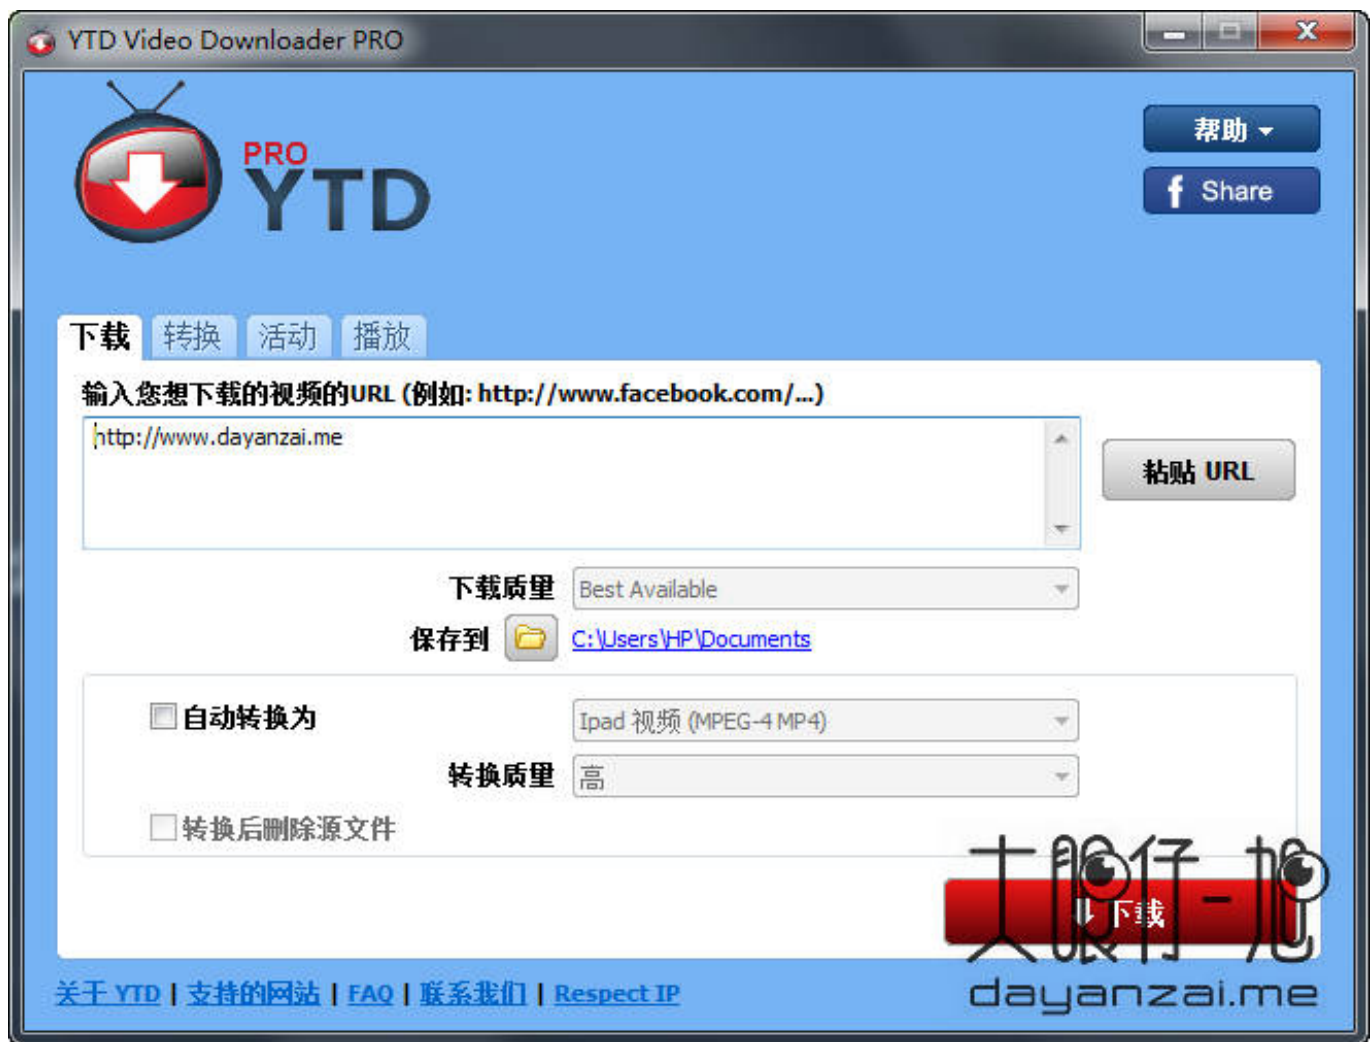 YTD Video Downloader PRO
帮助
PRO
YTD
f Share
下载 转换 活动 播放
输入您想下载的视频的URL (例如: http://www.facebook.com/...)
http://www.dayanzai.me
粘贴 URL
下载质量 Best Available
保存到 C:\Users\HP\Documents
自动转换为 Ipad 视频 (MPEG-4 MP4)
转换质量 高
转换后删除源文件
下载
大眼仔~旭
dayanzai.me
关于 YTD | 支持的网站 | FAQ | 联系我们 | Respect IP